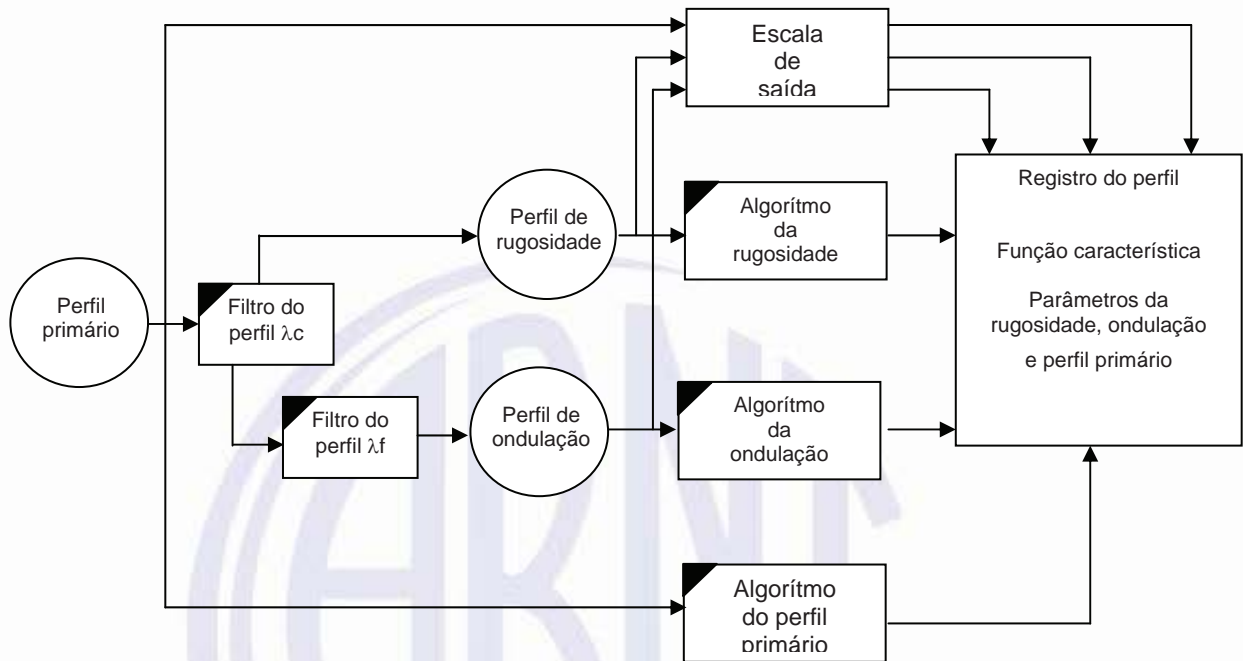 Escala
de
saída
Registro do perfil
Função característica
Parâmetros da
rugosidade, ondulação
e perfil primário
Perfil de
rugosidade
Algorítmo
da
rugosidade
Perfil
primário
Filtro do
perfil λc
Filtro do
perfil λf
Perfil de
ondulação
Algorítmo
da
ondulação
Algorítmo
do perfil
primário
ABNT